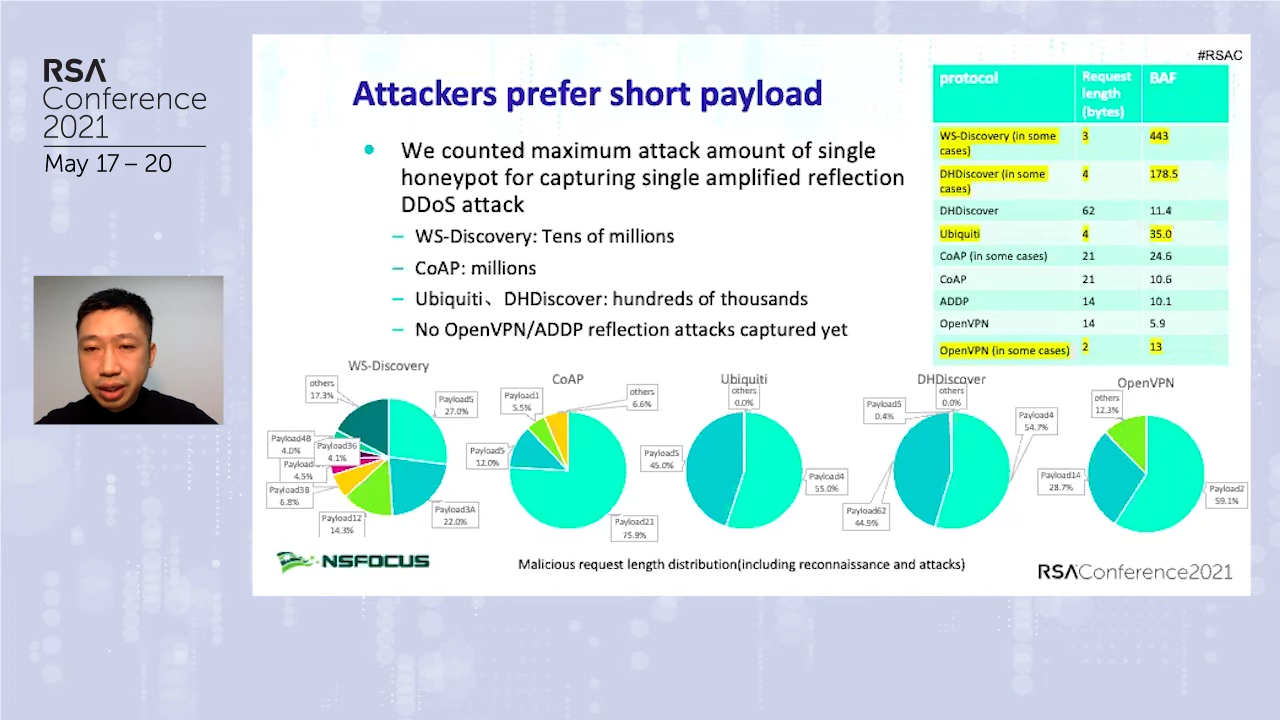 RSA
Conference
2021
May 17 – 20
#RSAC
Attackers prefer short payload
• We counted maximum attack amount of single
honeypot for capturing single amplified reflection
DDoS attack
– WS-Discovery: Tens of millions
– CoAP: millions
– Ubiquiti、DHDiscover: hundreds of thousands
– No OpenVPN/ADDP reflection attacks captured yet
protocol Request length (bytes) BAF
WS-Discovery (in some cases) 3 443
DHDiscover (in some cases) 4 178.5
DHDiscover 62 11.4
Ubiquiti 4 35.0
CoAP (in some cases) 21 24.6
CoAP 21 10.6
ADDP 14 10.1
OpenVPN 14 5.9
OpenVPN (in some cases) 2 13
WS-Discovery
others
17.3%
Payload5
27.0%
Payload4B
4.0%
Payload36
4.1%
Payload
4.5%
Payload3B
6.8%
Payload12
14.3%
Payload3A
22.0%
CoAP
Payload1
5.5%
others
6.6%
Payload5
12.0%
Payload21
75.9%
Ubiquiti
others
0.0%
Payload5
45.0%
Payload4
55.0%
DHDiscover
others
0.0%
Payload5
0.4%
Payload4
54.7%
Payload62
44.9%
OpenVPN
others
12.3%
Payload14
28.7%
Payload2
59.1%
NSFOCUS
Malicious request length distribution(including reconnaissance and attacks)
RSAConference2021